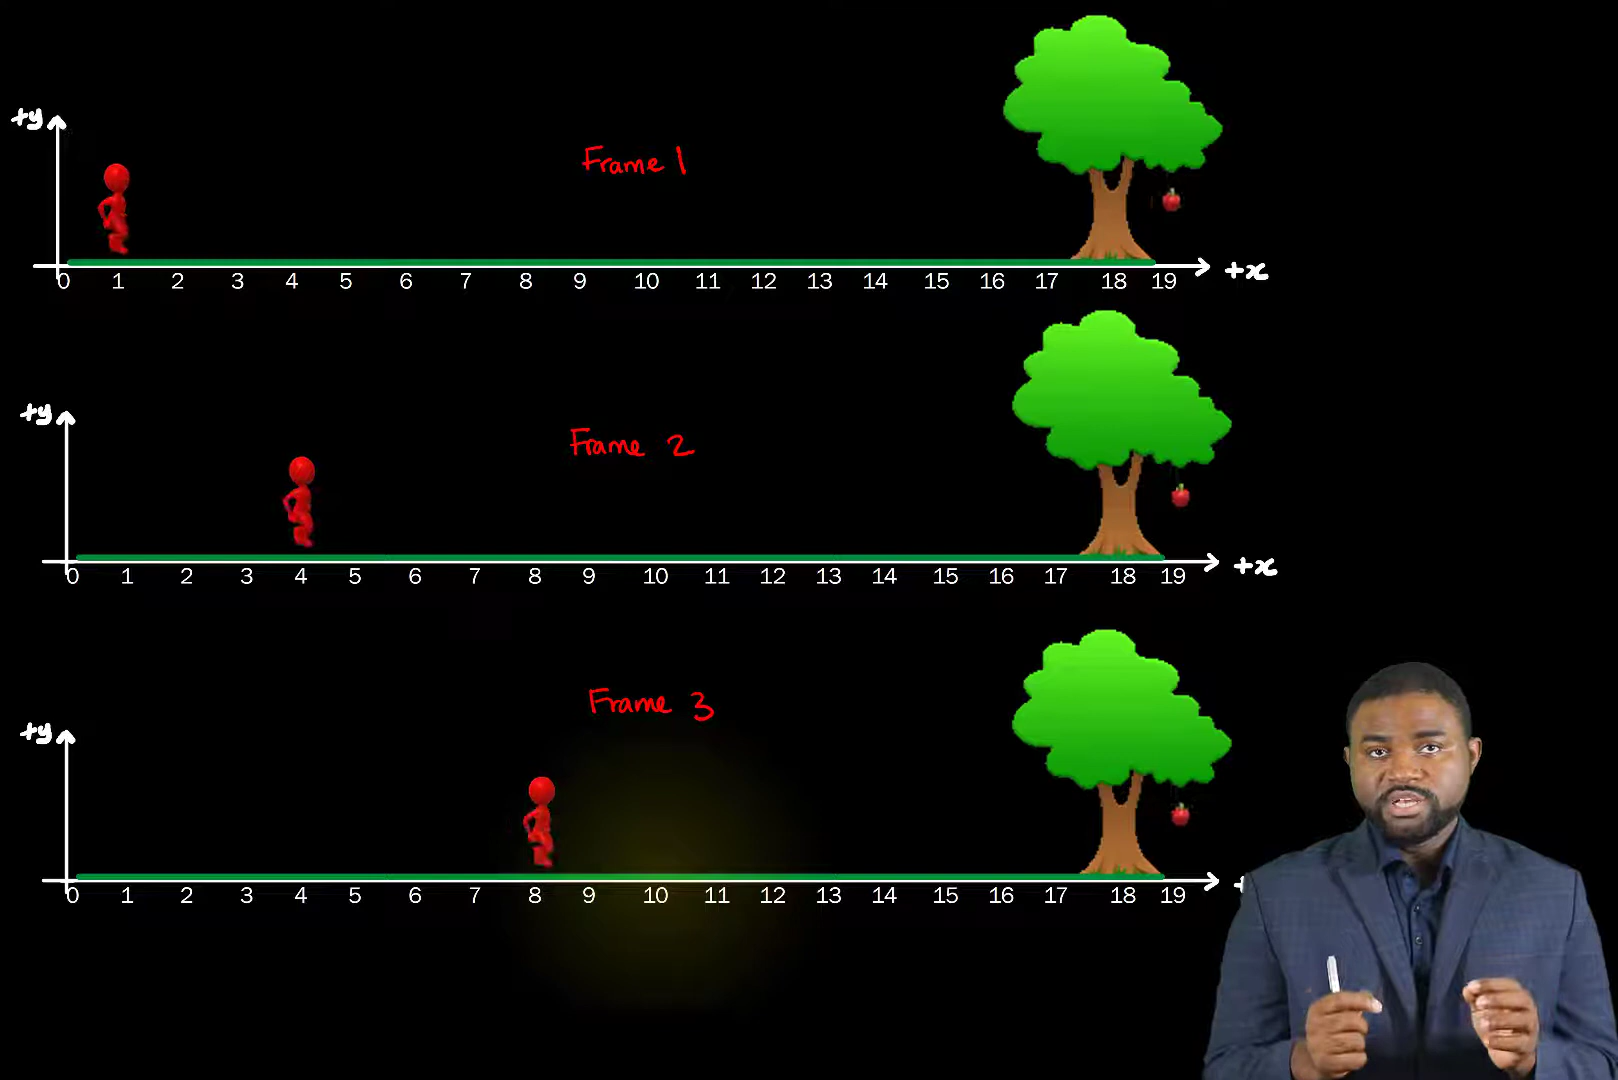 +y
Frame 1
0 1 2 3 4 5 6 7 8 9 10 11 12 13 14 15 16 17 18 19 +x
+y
Frame 2
0 1 2 3 4 5 6 7 8 9 10 11 12 13 14 15 16 17 18 19 +x
+y
Frame 3
0 1 2 3 4 5 6 7 8 9 10 11 12 13 14 15 16 17 18 19